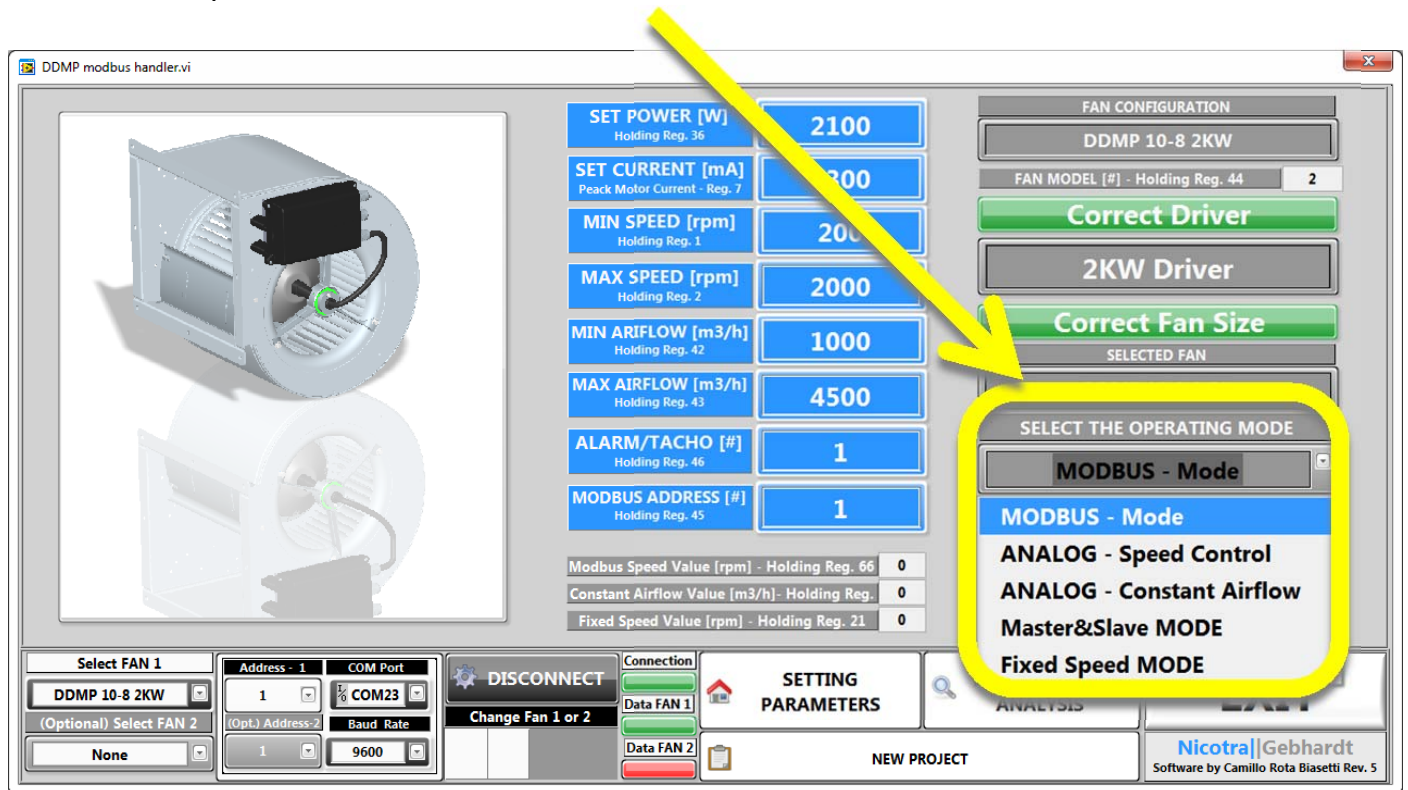 DDMP modbus handler.vi
SET POWER [W]
Holding Reg. 36
2100
SET CURRENT [mA]
Peack Motor Current - Reg. 7
MIN SPEED [rpm]
Holding Reg. 1
MAX SPEED [rpm]
Holding Reg. 2
2000
MIN ARIFLOW [m3/h]
Holding Reg. 42
1000
MAX AIRFLOW [m3/h]
Holding Reg. 43
4500
ALARM/TACHO [#]
Holding Reg. 46
1
MODBUS ADDRESS [#]
Holding Reg. 45
1
Modbus Speed Value [rpm] - Holding Reg. 66 0
Constant Airflow Value [m3/h]- Holding Reg. 0
Fixed Speed Value [rpm] - Holding Reg. 21 0
FAN CONFIGURATION
DDMP 10-8 2KW
FAN MODEL [#] - Holding Reg. 44 2
Correct Driver
2KW Driver
Correct Fan Size
SELECTED FAN
SELECT THE OPERATING MODE
MODBUS - Mode
MODBUS - Mode
ANALOG - Speed Control
ANALOG - Constant Airflow
Master&Slave MODE
Fixed Speed MODE
Select FAN 1
DDMP 10-8 2KW
(Optional) Select FAN 2
None
Address - 1
1
(Opt.) Address-2
1
COM Port
COM23
Baud Rate
9600
DISCONNECT
Change Fan 1 or 2
Connection
Data FAN 1
Data FAN 2
SETTING
PARAMETERS
ANALYSIS
EXIT
NEW PROJECT
Nicotra||Gebhardt
Software by Camillo Rota Biasetti Rev. 5